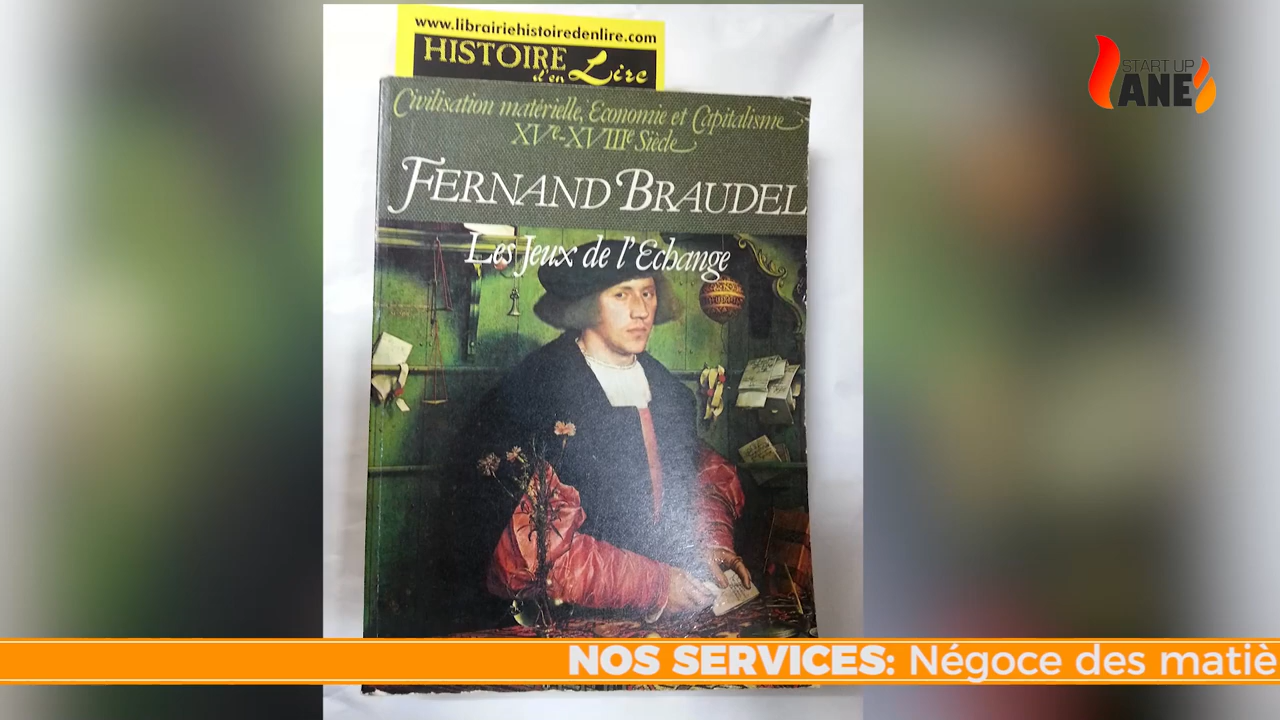 www.librairiehistoiredenlire.com
HISTOIRE
d'en Lire
START UP
ANE
Civilisation matérielle, Economie et Capitalisme
XVe-XVIIIe Siècle
FERNAND BRAUDEL
Les Jeux de l'Echange
NOS SERVICES: Négoce des matiè